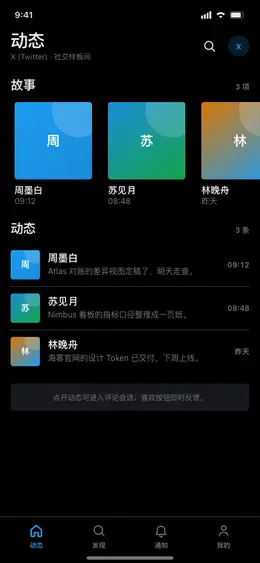 9:41
动态
X (Twitter) · 社交样板间
X
故事
3 项
周
苏
林
周墨白
09:12
苏见月
08:48
林晚舟
昨天
动态
3 条
周
周墨白
Atlas 对账的差异视图定稿了，明天走查。
09:12
苏
苏见月
Nimbus 看板的指标口径整理成一页纸。
08:48
林
林晚舟
海雾官网的设计 Token 已交付，下周上线。
昨天
点开动态可进入评论会话；喜欢按钮即时反馈。
动态
发现
通知
我的